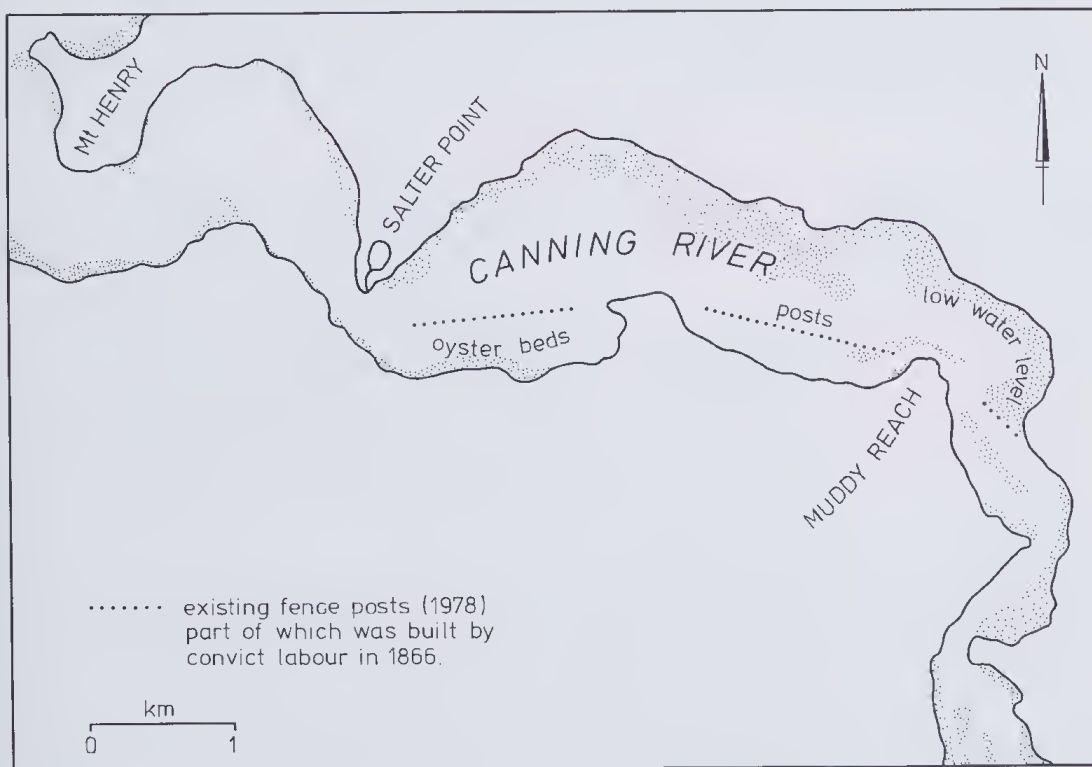 N
Mt HENRY
SALTER POINT
CANNING RIVER
posts
low water level
oyster beds
MUDDY REACH
existing fence posts (1978)
part of which was built by
convict labour in 1866.
km
0 1